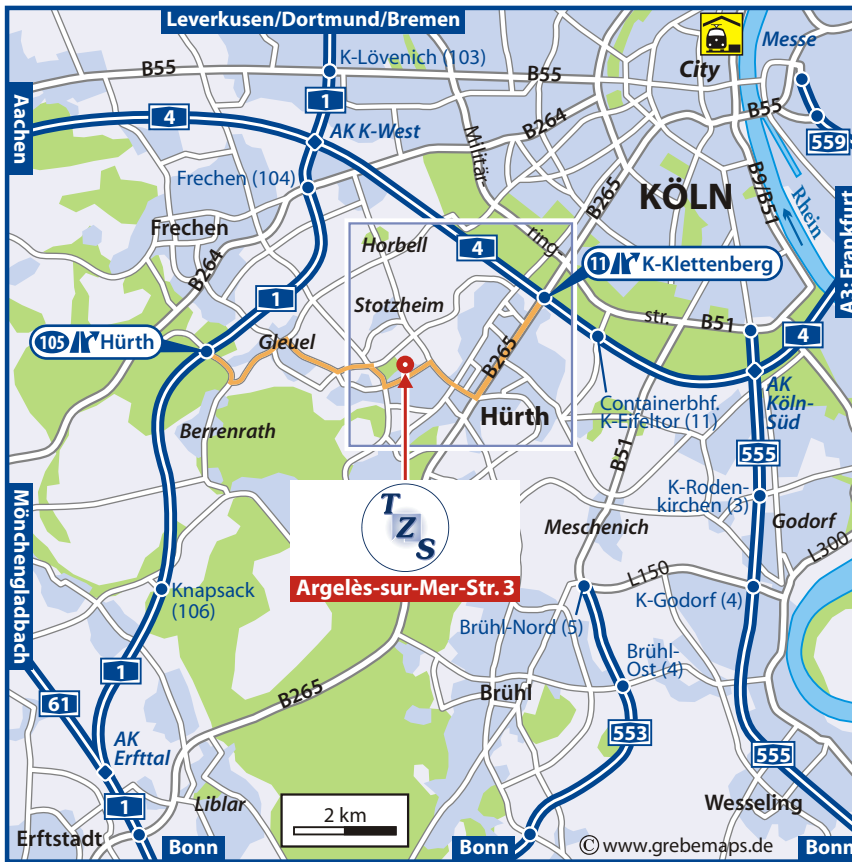 Leverkusen/Dortmund/Bremen
K-Lövenich (103)
Messe
City
B55
B55
B55
1
4
AK K-West
B264
Aachen
559
Militär-
Frechen (104)
B265
KÖLN
B9/B51
Rhein
Frechen
Horbell
ring
4
11 K-Klettenberg
A3: Frankfurt
B264
1
Stotzheim
str.
B51
4
105 Hürth
Gleuel
B265
AK
Köln-
Süd
Containerbhf.
K-Eifeltor (11)
Hürth
Berrenrath
B51
555
K-Roden-
kirchen (3)
Mönchengladbach
T
Z
S
Meschenich
Godorf
L300
Argelès-sur-Mer-Str. 3
L150
Knapsack
(106)
K-Godorf (4)
Brühl-Nord (5)
Brühl-
Ost (4)
1
61
B265
Brühl
AK
Erfttal
553
555
1
Liblar
2 km
Wesseling
Erftstadt
Bonn
Bonn
© www.grebemaps.de
Bonn